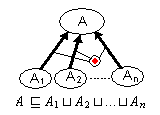 A
A₁ A₂ Aₙ
A ⊑ A₁ ⊔ A₂ ⊔ ... ⊔ Aₙ